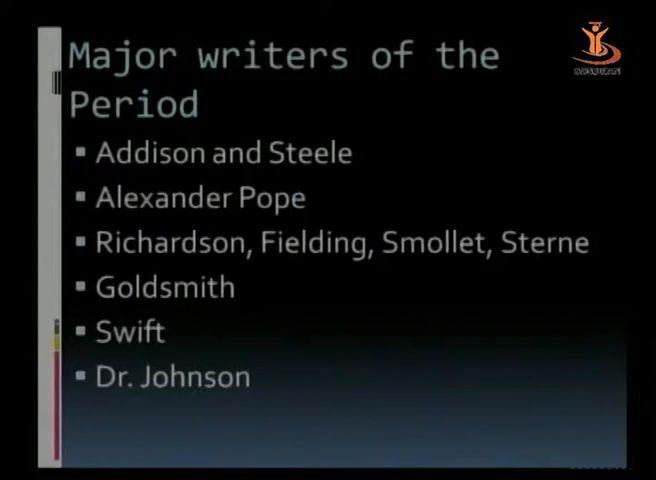 Major writers of the
Period
Addison and Steele
Alexander Pope
Richardson, Fielding, Smollet, Sterne
Goldsmith
Swift
Dr. Johnson